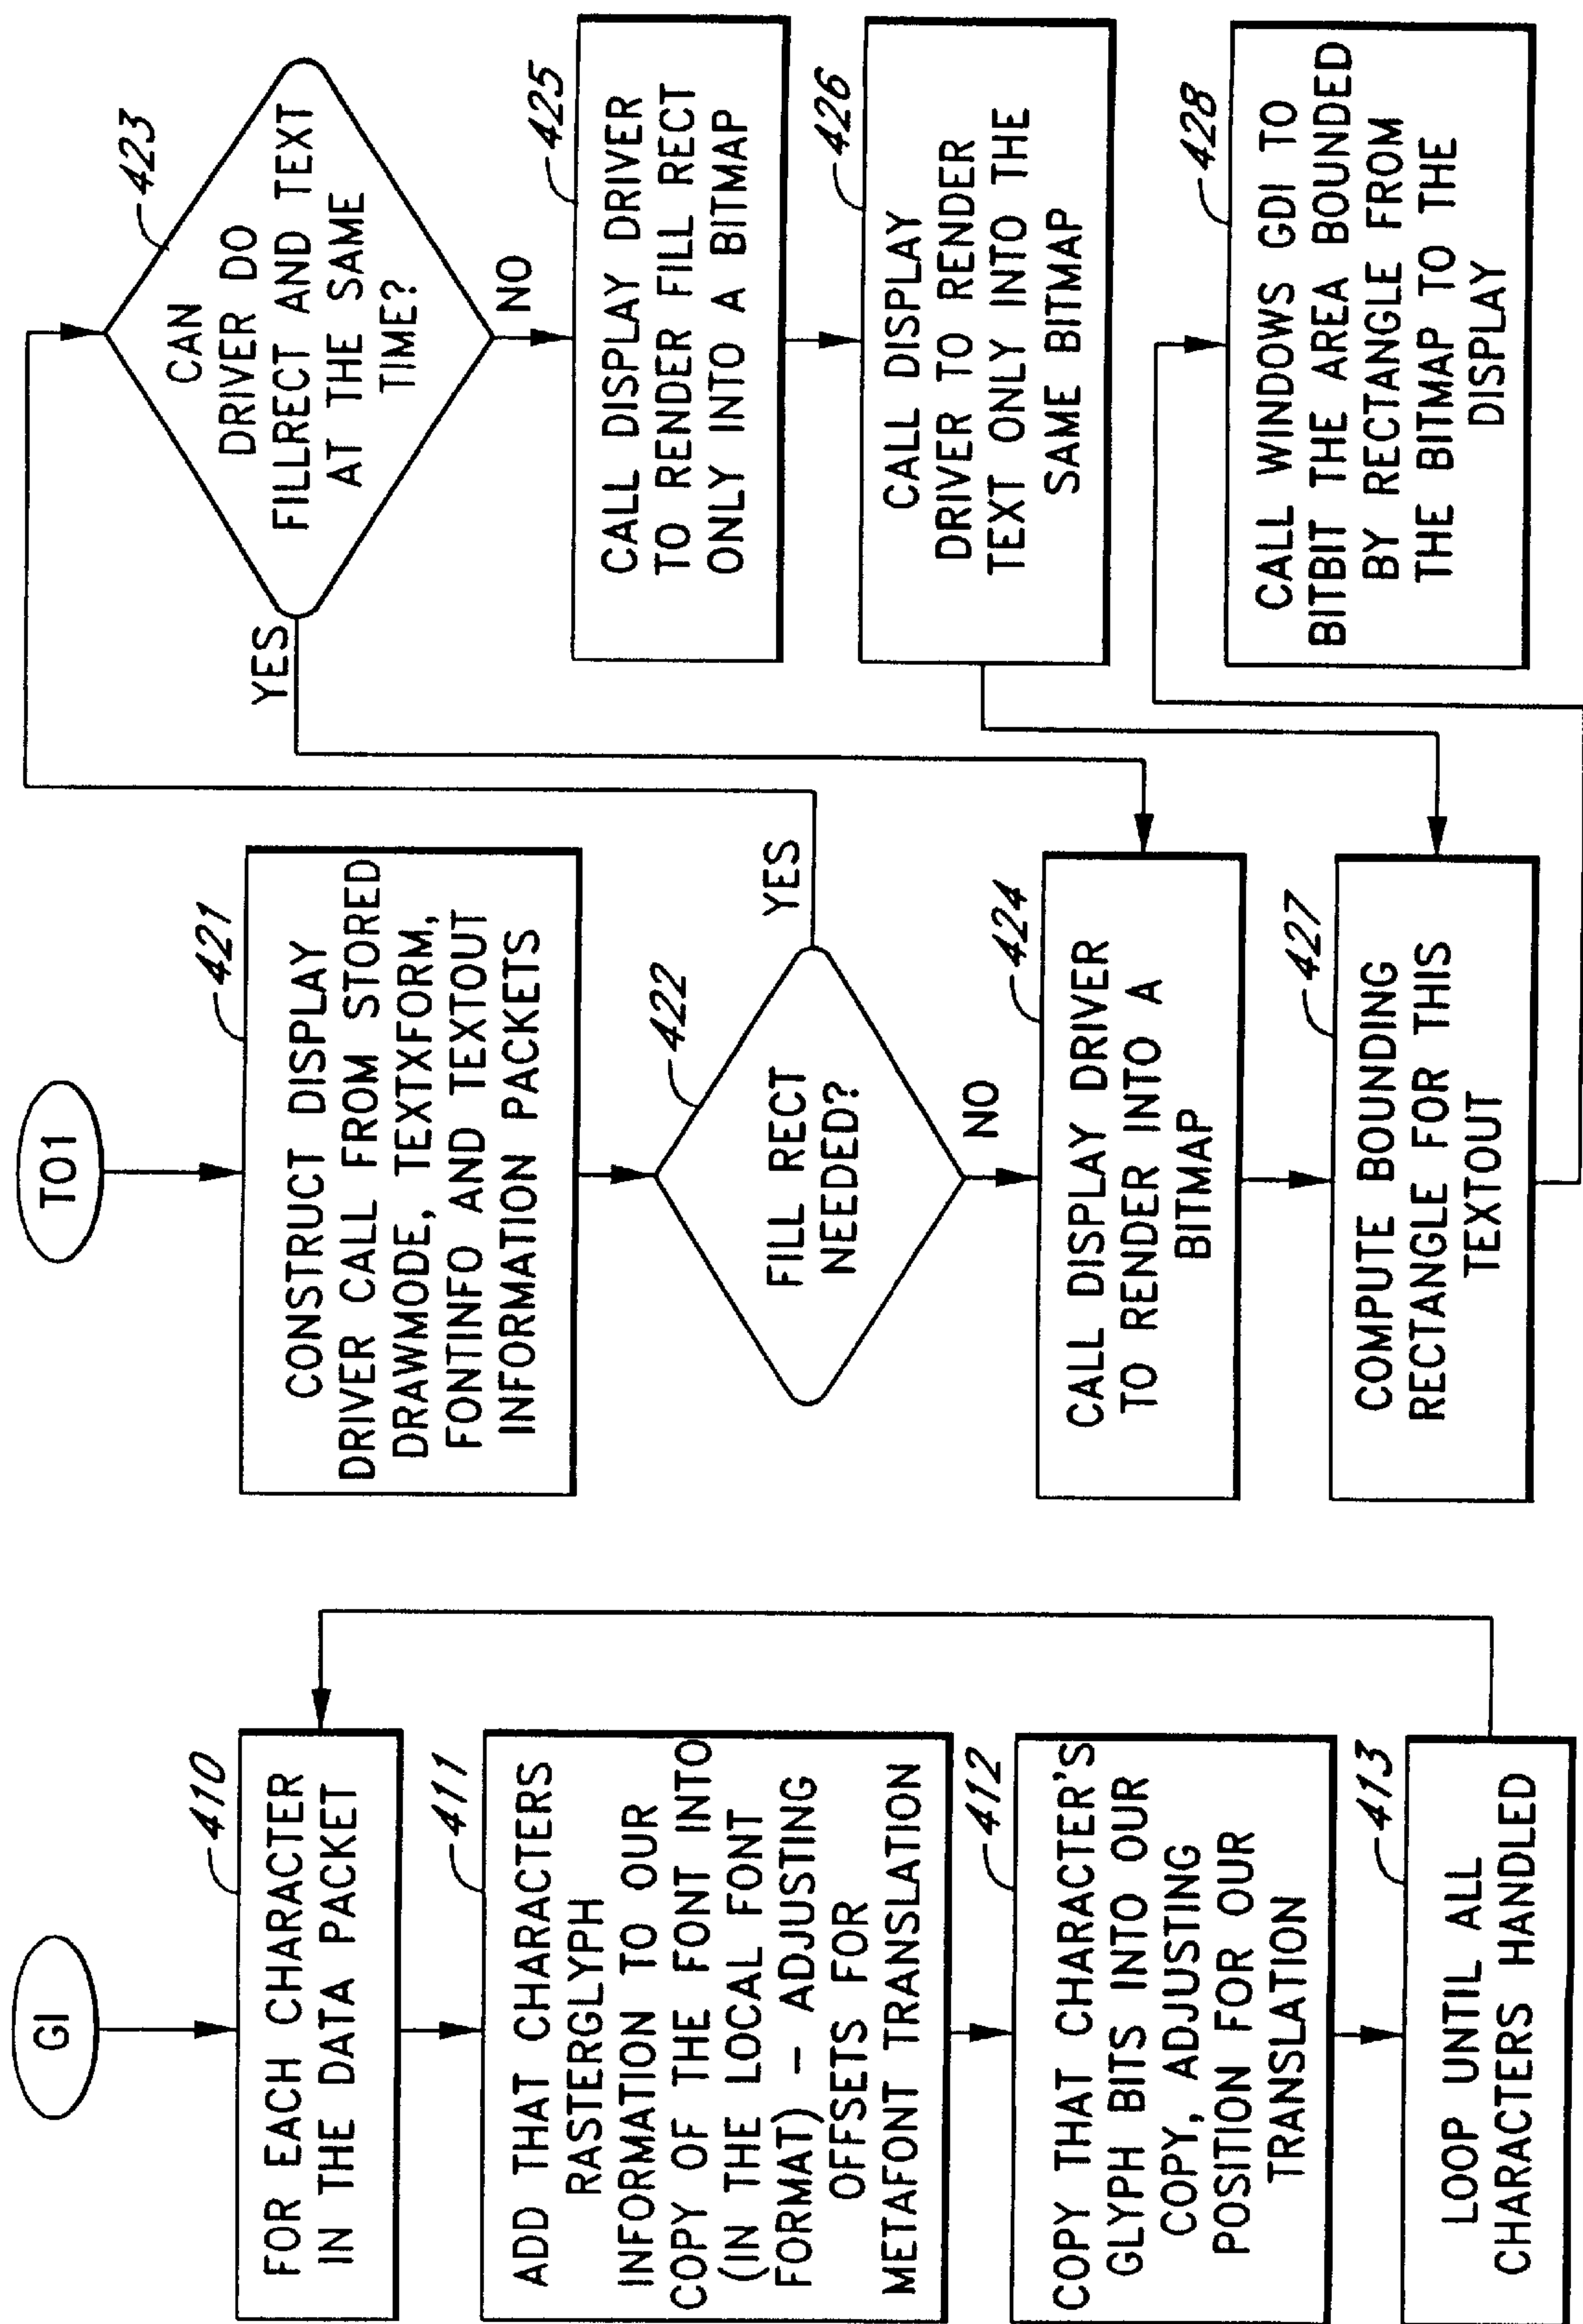 GI
410
FOR EACH CHARACTER
IN THE DATA PACKET
411
ADD THAT CHARACTERS
RASTERGLYPH
INFORMATION TO OUR
COPY OF THE FONT INTO
(IN THE LOCAL FONT
FORMAT) – ADJUSTING
OFFSETS FOR
METAFONT TRANSLATION
412
COPY THAT CHARACTER'S
GLYPH BITS INTO OUR
COPY, ADJUSTING
POSITION FOR OUR
TRANSLATION
413
LOOP UNTIL ALL
CHARACTERS HANDLED
TO1
421
CONSTRUCT DISPLAY
DRIVER CALL FROM STORED
DRAWMODE, TEXTXFORM,
FONTINFO AND TEXTOUT
INFORMATION PACKETS
422
FILL RECT
NEEDED?
YES
NO
424
CALL DISPLAY DRIVER
TO RENDER INTO A
BITMAP
427
COMPUTE BOUNDING
RECTANGLE FOR THIS
TEXTOUT
423
CAN
DRIVER DO
FILLRECT AND TEXT
AT THE SAME
TIME?
YES
NO
425
CALL DISPLAY DRIVER
TO RENDER FILL RECT
ONLY INTO A BITMAP
426
CALL DISPLAY
DRIVER TO RENDER
TEXT ONLY INTO THE
SAME BITMAP
428
CALL WINDOWS GDI TO
BITBIT THE AREA BOUNDED
BY RECTANGLE FROM
THE BITMAP TO THE
DISPLAY